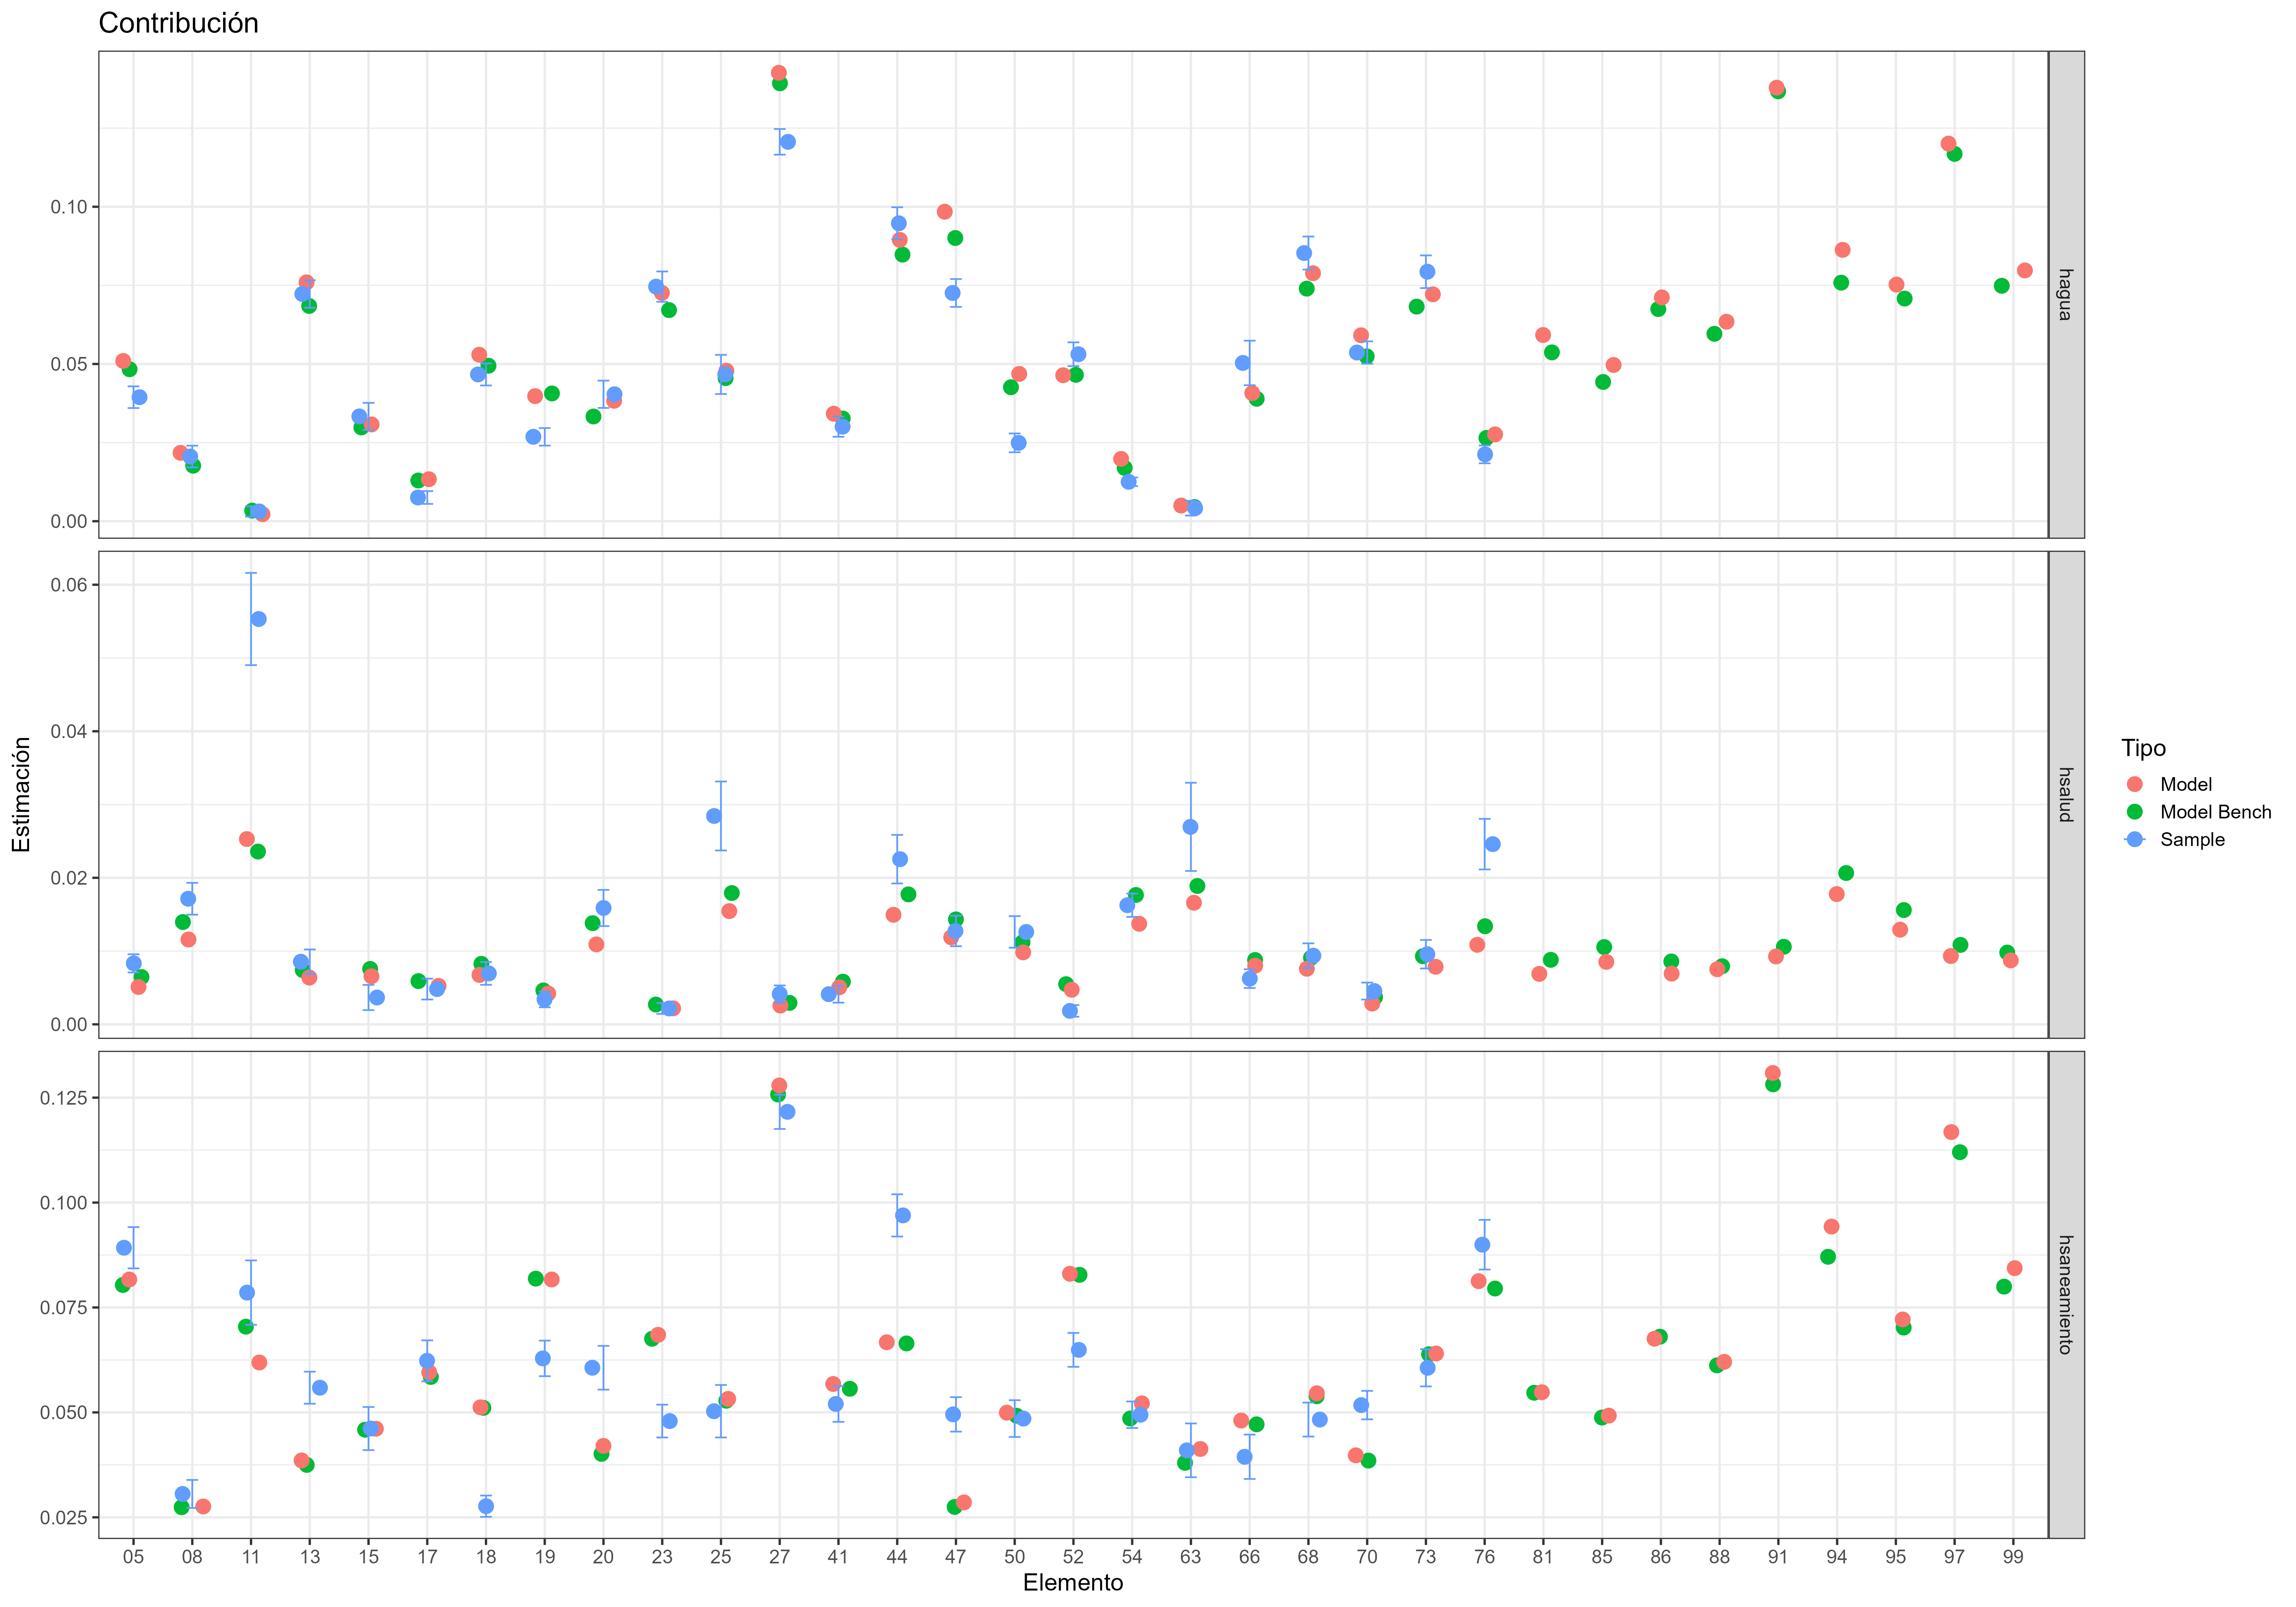 Contribución
Estimación
0.10
0.05
0.00
hagua
0.06
0.04
0.02
0.00
hsalud
0.125
0.100
0.075
0.050
0.025
hsaneamiento
05 08 11 13 15 17 18 19 20 23 25 27 41 44 47 50 52 54 63 66 68 70 73 76 81 85 86 88 91 94 95 97 99
Elemento
Tipo
Model
Model Bench
Sample